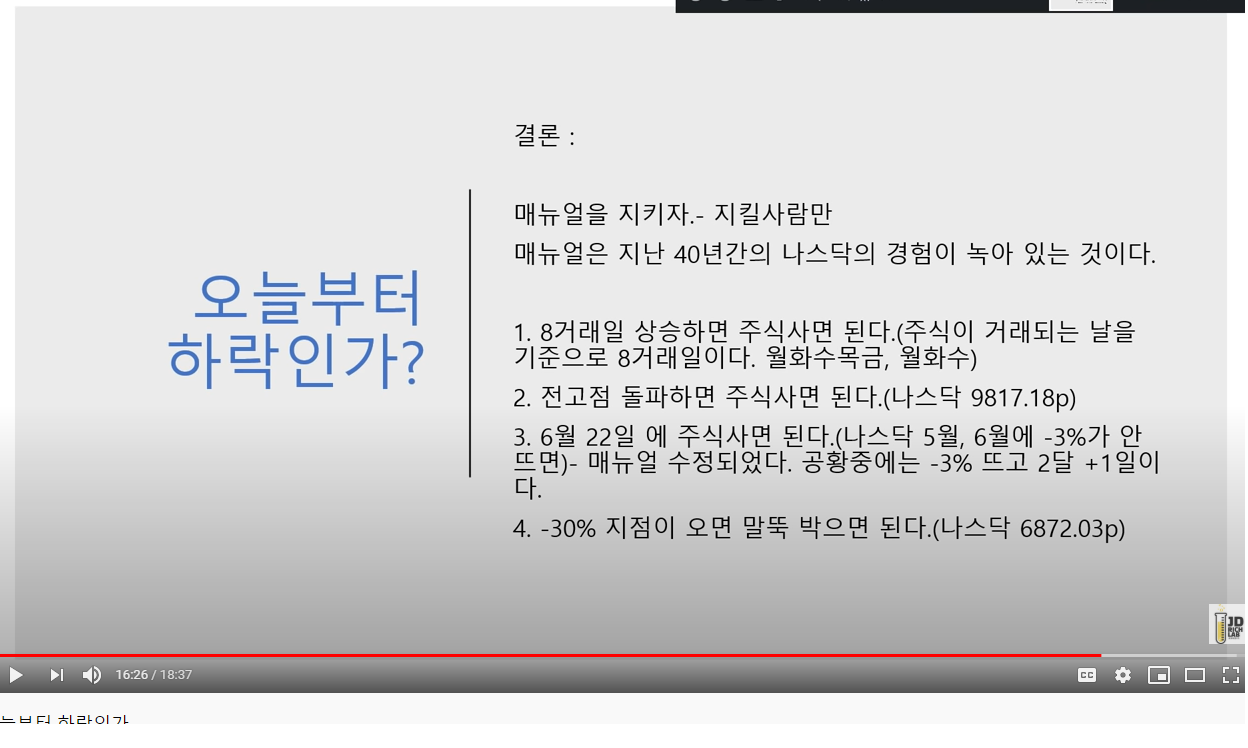 결론 :
매뉴얼을 지키자.- 지킬사람만
매뉴얼은 지난 40년간의 나스닥의 경험이 녹아 있는 것이다.
오늘부터
하락인가?
1. 8거래일 상승하면 주식사면 된다.(주식이 거래되는 날을
기준으로 8거래일이다. 월화수목금, 월화수)
2. 전고점 돌파하면 주식사면 된다.(나스닥 9817.18p)
3. 6월 22일 에 주식사면 된다.(나스닥 5월, 6월에 -3%가 안
뜨면)- 매뉴얼 수정되었다. 공황중에는 -3% 뜨고 2달 +1일이
다.
4. -30% 지점이 오면 말뚝 박으면 된다.(나스닥 6872.03p)
JD
RICH
LAB
16:26 / 18:37
CC
늘부터 하락인가